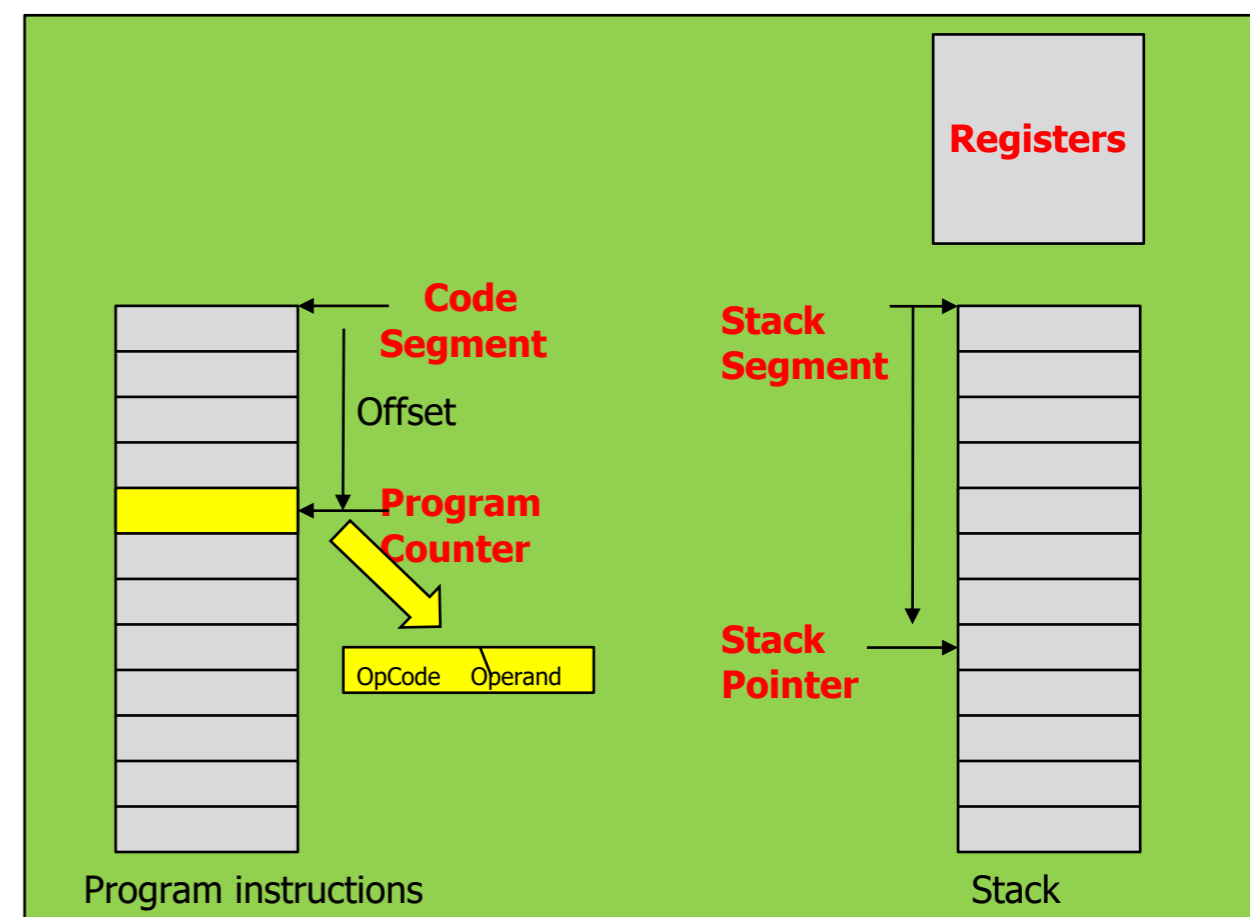 Registers
Code
Segment
Offset
Program
Counter
OpCode
Operand
Stack
Segment
Stack
Pointer
Program instructions
Stack